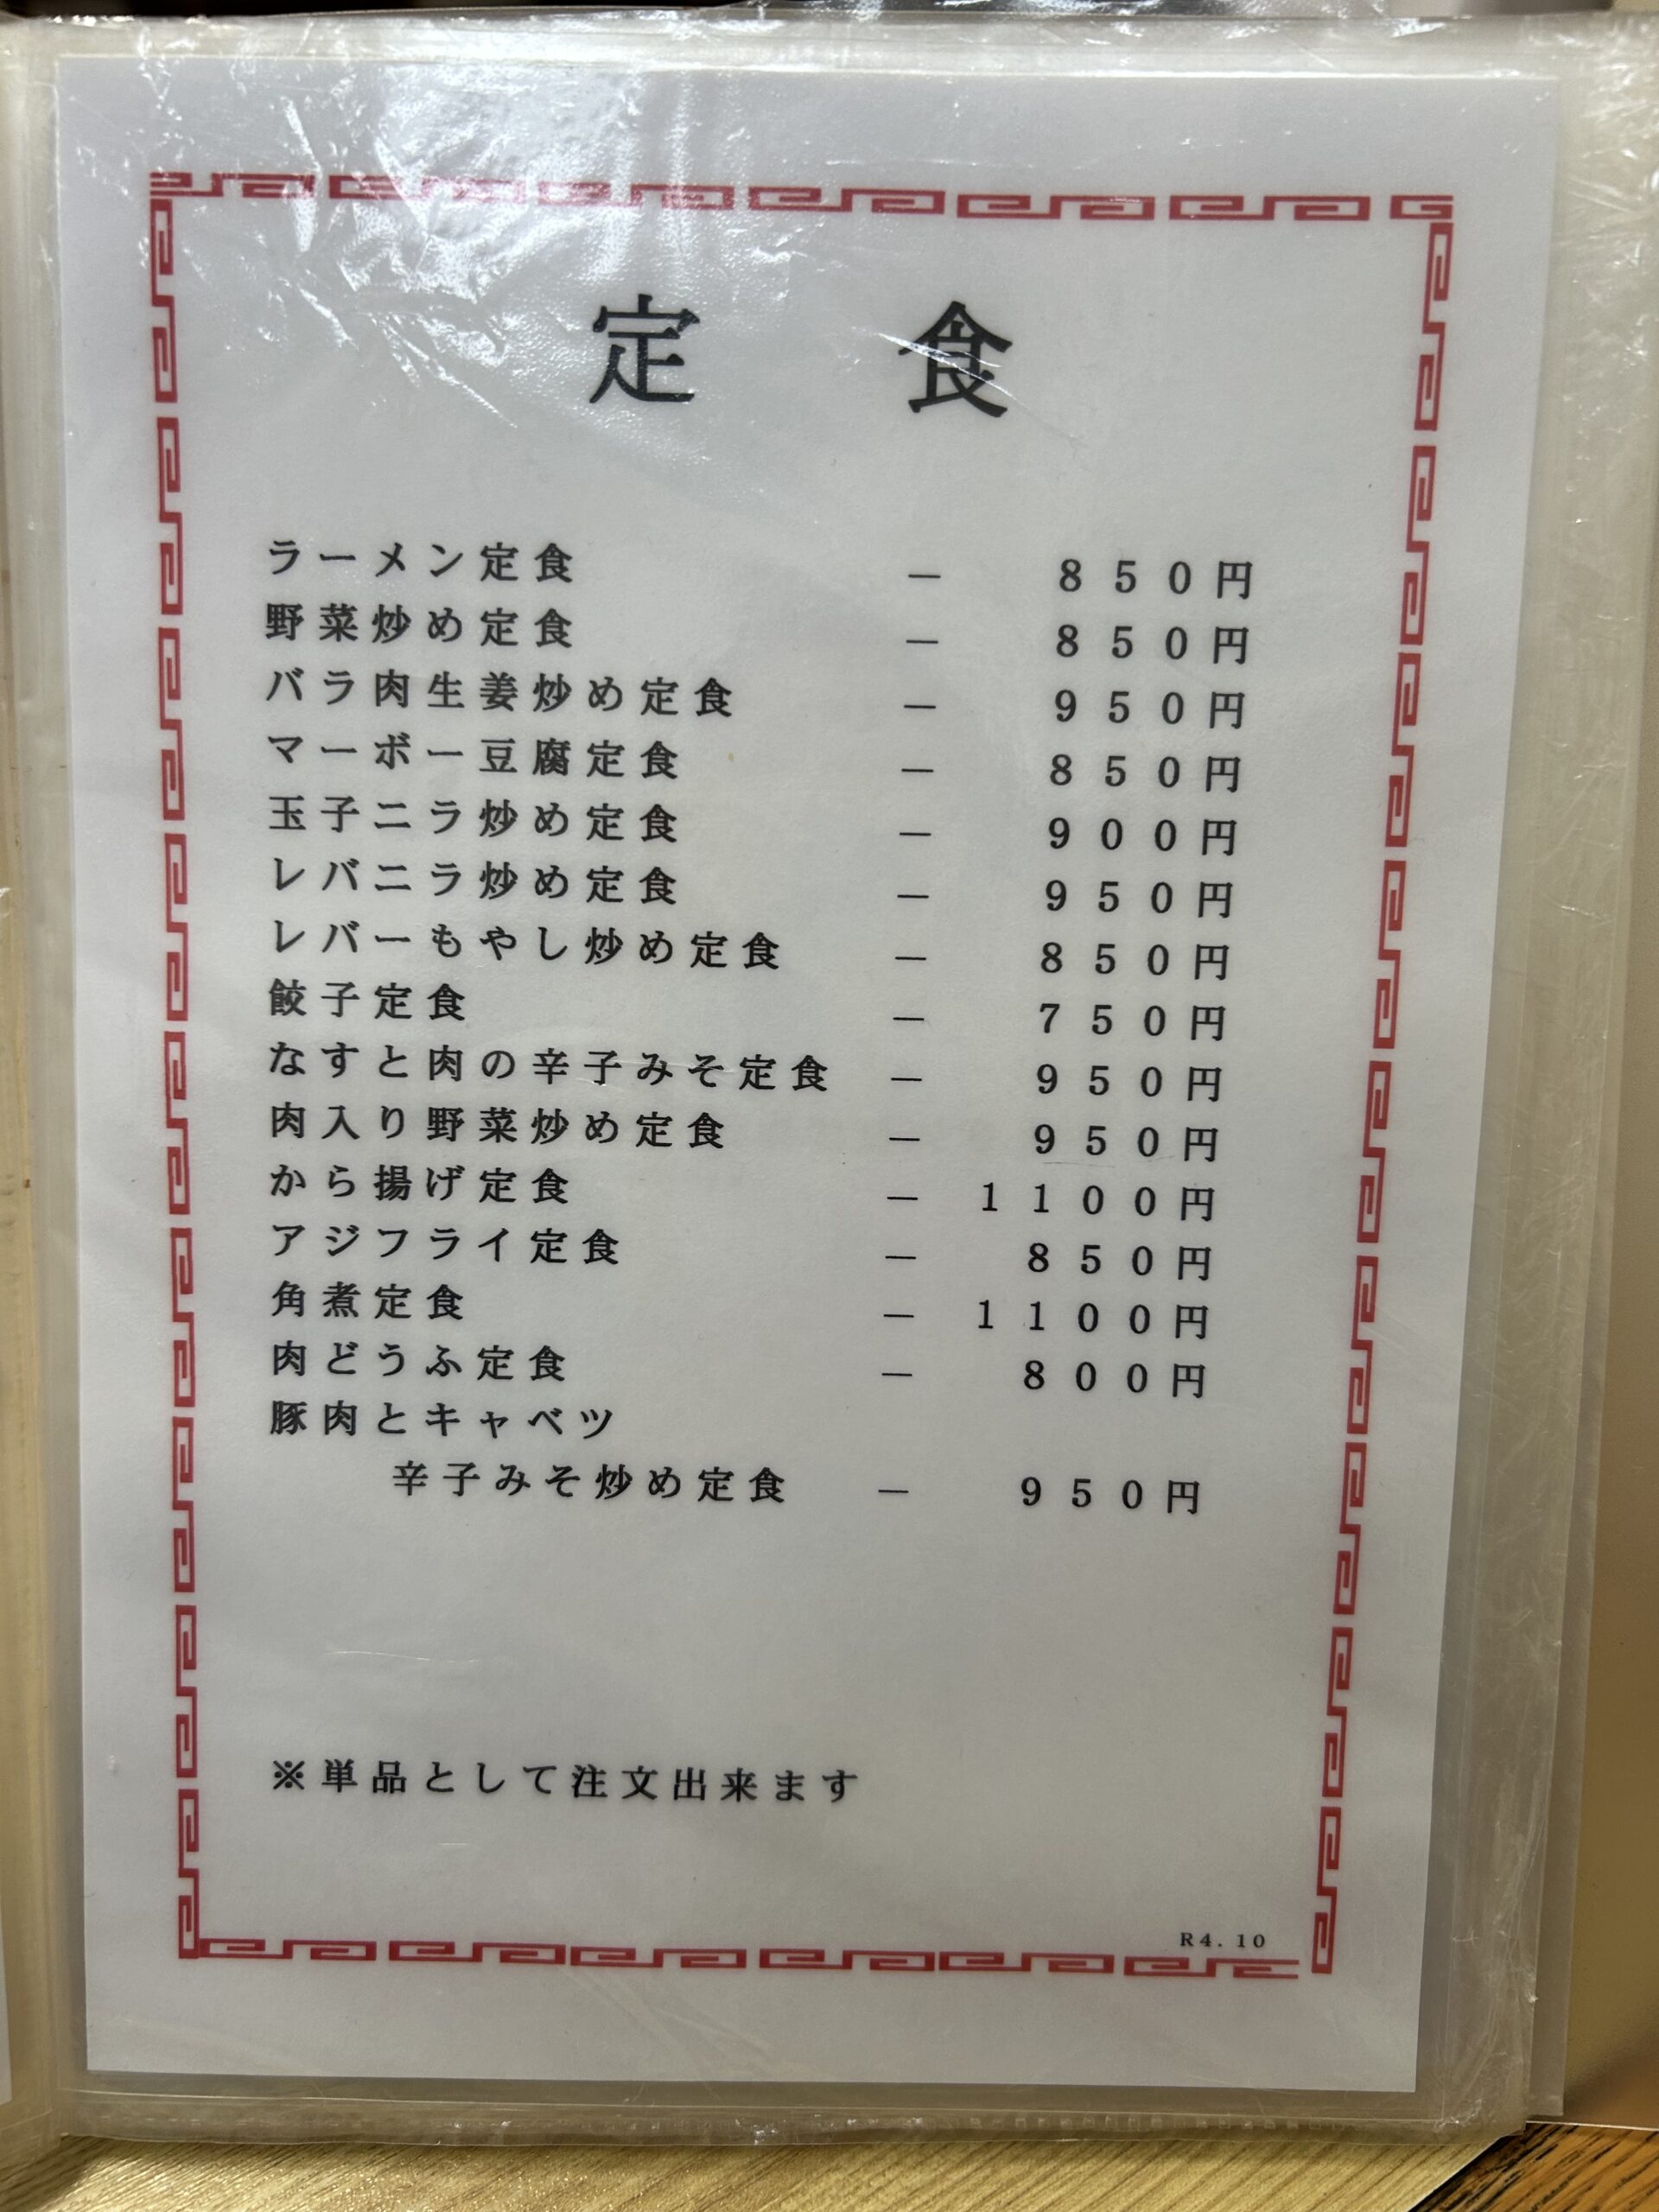 定食
ラーメン定食 － 850円
野菜炒め定食 － 850円
バラ肉生姜炒め定食 － 950円
マーボー豆腐定食 － 850円
玉子ニラ炒め定食 － 900円
レバニラ炒め定食 － 950円
レバーもやし炒め定食 － 850円
餃子定食 － 750円
なすと肉の辛子みそ定食 － 950円
肉入り野菜炒め定食 － 950円
から揚げ定食 － 1100円
アジフライ定食 － 850円
角煮定食 － 1100円
肉どうふ定食 － 800円
豚肉とキャベツ
辛子みそ炒め定食 － 950円
※単品として注文出来ます
R4.10